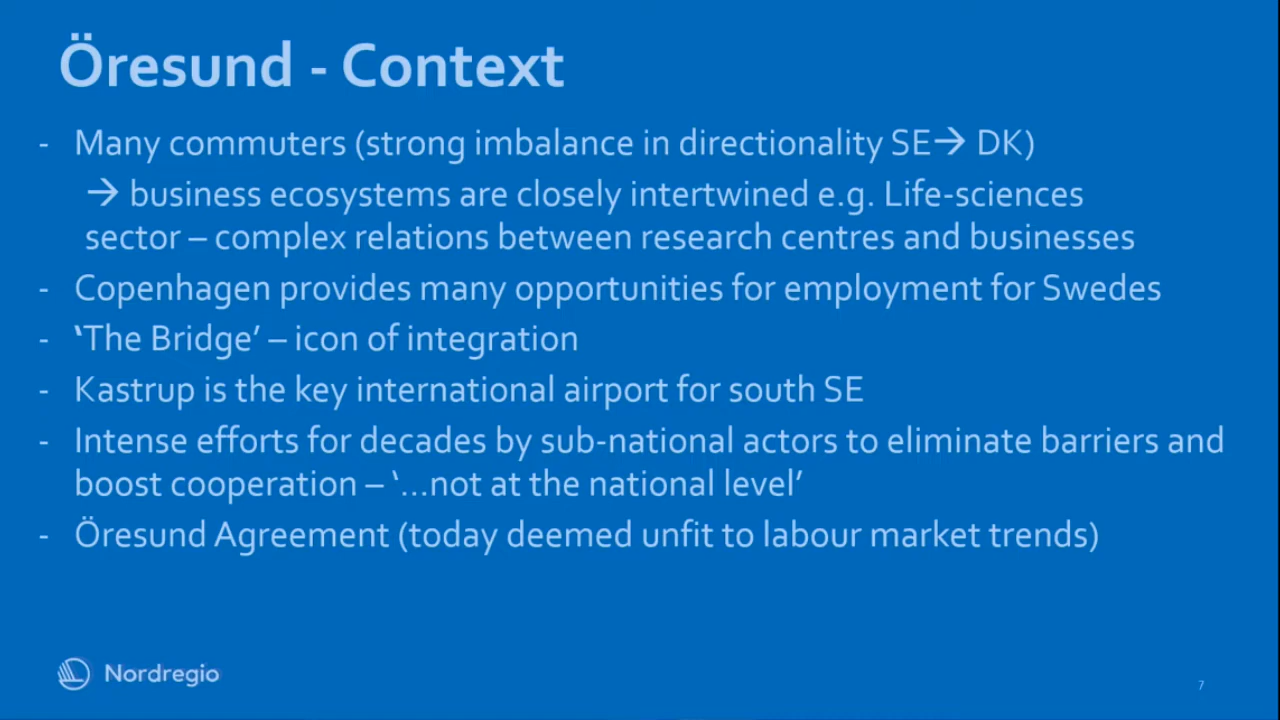 Öresund - Context
- Many commuters (strong imbalance in directionality SE→ DK)
→ business ecosystems are closely intertwined e.g. Life-sciences
sector – complex relations between research centres and businesses
- Copenhagen provides many opportunities for employment for Swedes
- ‘The Bridge’ – icon of integration
- Kastrup is the key international airport for south SE
- Intense efforts for decades by sub-national actors to eliminate barriers and
boost cooperation – ‘…not at the national level’
- Öresund Agreement (today deemed unfit to labour market trends)
Nordregio
7